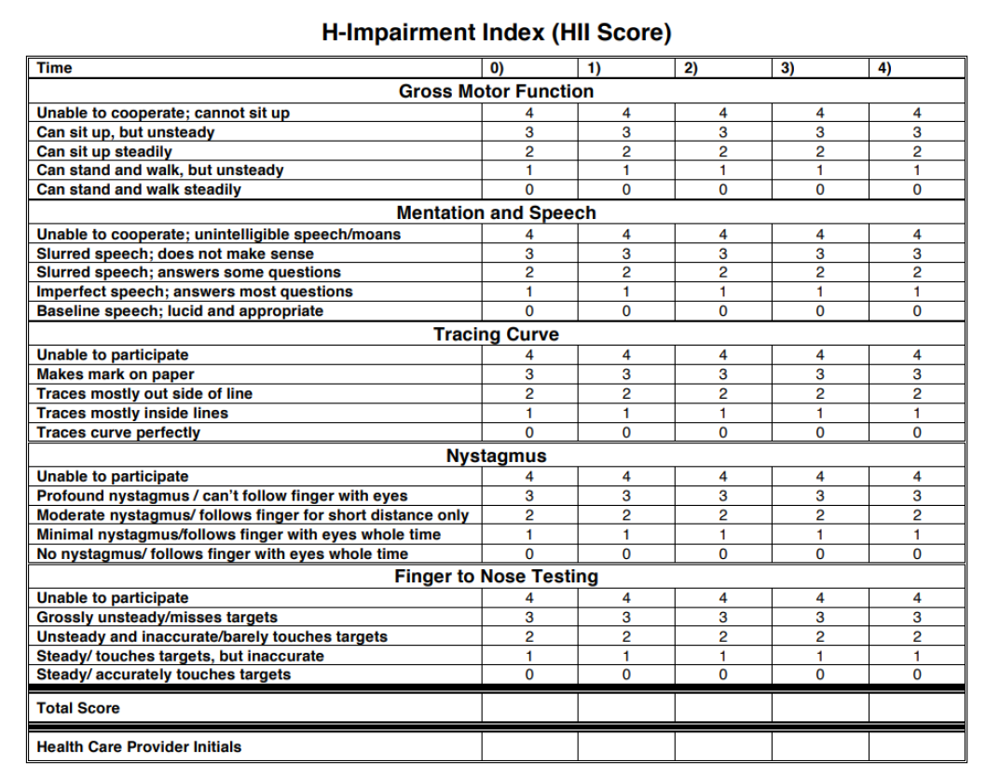 H-Impairment Index (HII Score)
Time 0) 1) 2) 3) 4)
Gross Motor Function
Unable to cooperate; cannot sit up 4 4 4 4 4
Can sit up, but unsteady 3 3 3 3 3
Can sit up steadily 2 2 2 2 2
Can stand and walk, but unsteady 1 1 1 1 1
Can stand and walk steadily 0 0 0 0 0
Mentation and Speech
Unable to cooperate; unintelligible speech/moans 4 4 4 4 4
Slurred speech; does not make sense 3 3 3 3 3
Slurred speech; answers some questions 2 2 2 2 2
Imperfect speech; answers most questions 1 1 1 1 1
Baseline speech; lucid and appropriate 0 0 0 0 0
Tracing Curve
Unable to participate 4 4 4 4 4
Makes mark on paper 3 3 3 3 3
Traces mostly out side of line 2 2 2 2 2
Traces mostly inside lines 1 1 1 1 1
Traces curve perfectly 0 0 0 0 0
Nystagmus
Unable to participate 4 4 4 4 4
Profound nystagmus / can't follow finger with eyes 3 3 3 3 3
Moderate nystagmus/ follows finger for short distance only 2 2 2 2 2
Minimal nystagmus/follows finger with eyes whole time 1 1 1 1 1
No nystagmus/ follows finger with eyes whole time 0 0 0 0 0
Finger to Nose Testing
Unable to participate 4 4 4 4 4
Grossly unsteady/misses targets 3 3 3 3 3
Unsteady and inaccurate/barely touches targets 2 2 2 2 2
Steady/ touches targets, but inaccurate 1 1 1 1 1
Steady/ accurately touches targets 0 0 0 0 0
Total Score
Health Care Provider Initials